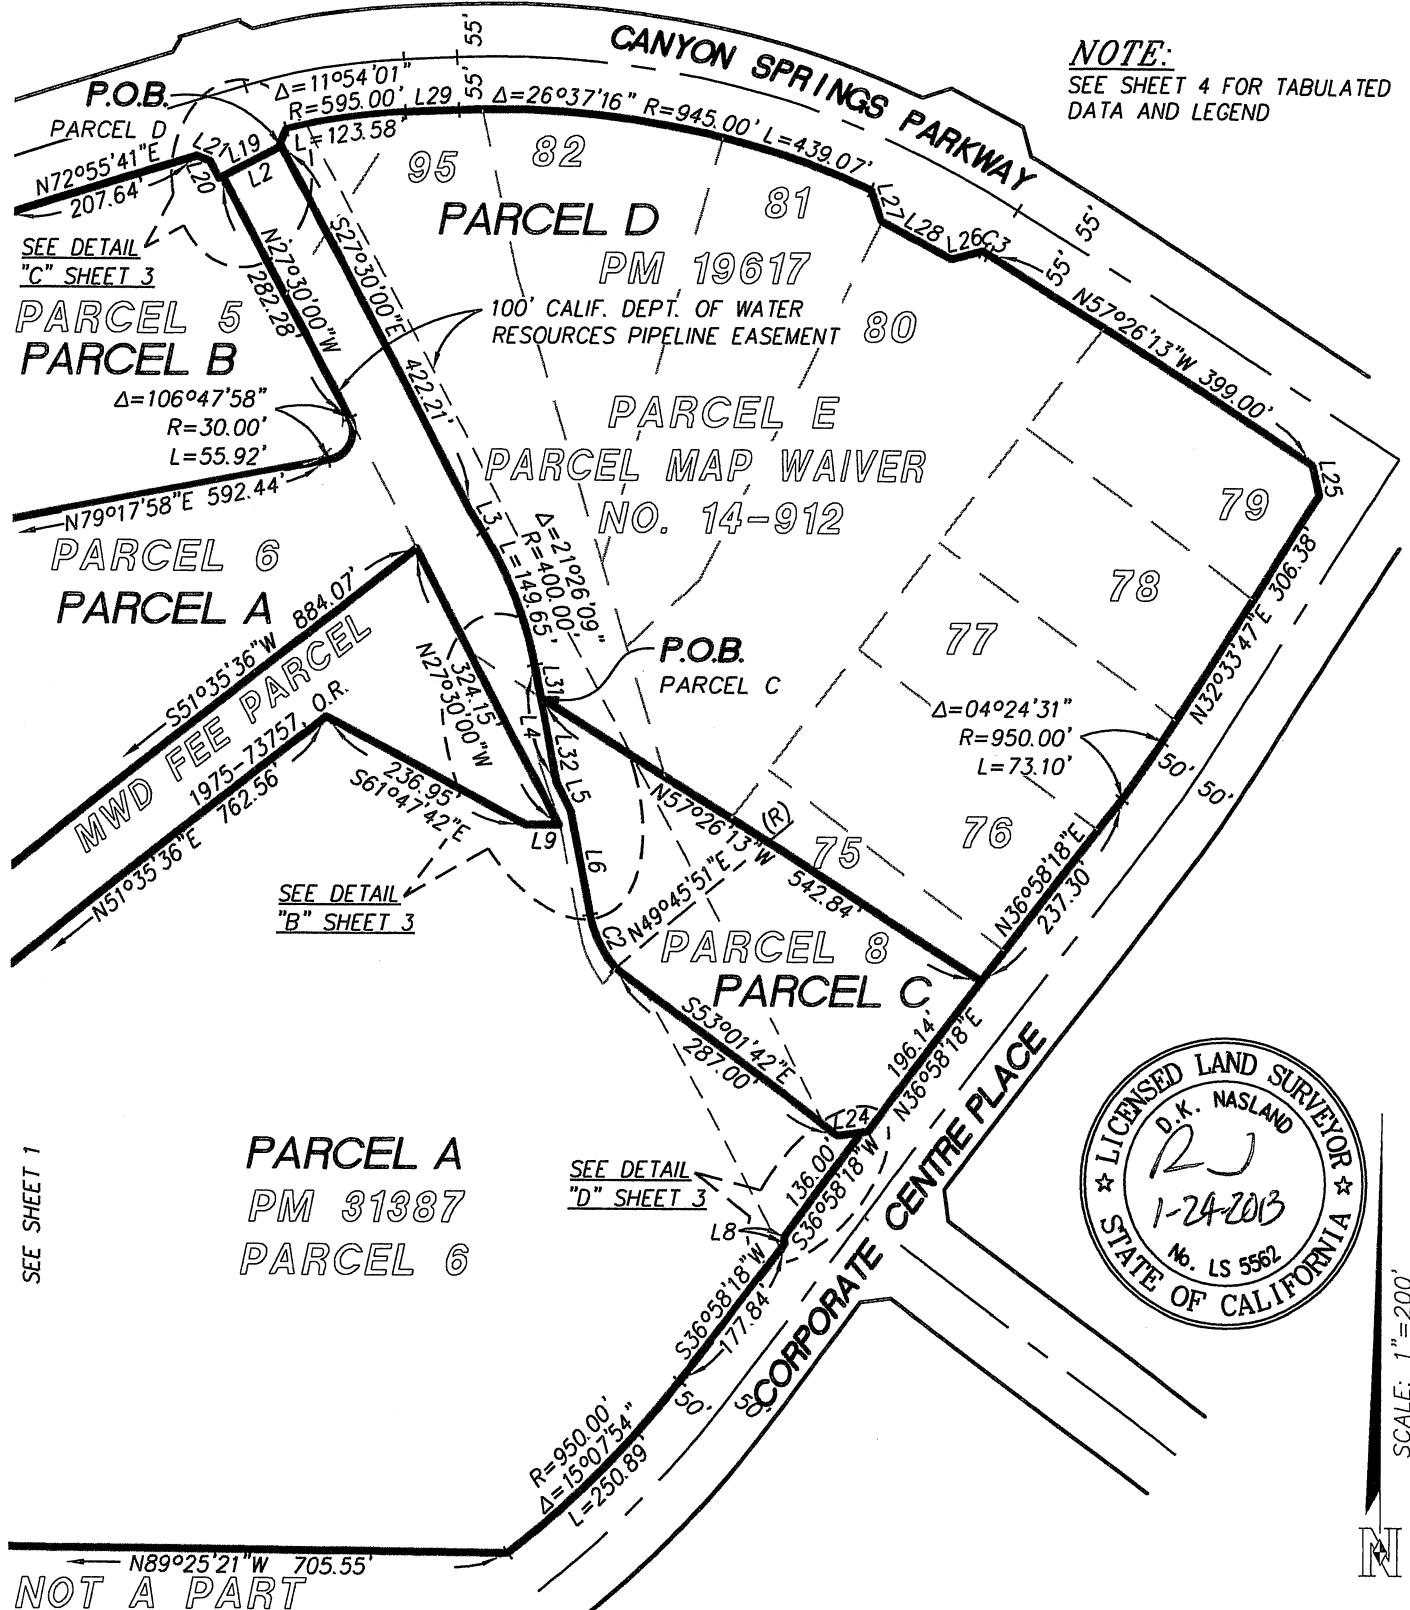 NOTE:
SEE SHEET 4 FOR TABULATED
DATA AND LEGEND
CANYON SPRINGS PARKWAY
55'
55'
P.O.B.
PARCEL D
Δ=11°54'01"
R=595.00'
L=123.58'
L29
Δ=26°37'16" R=945.00' L=439.07'
L27
L19
L20
L2
N72°55'41"E
207.64'
SEE DETAIL
"C" SHEET 3
95
82
81
80
PARCEL D
PM 19617
L27
L28
L26
C3
55'
55'
N57°26'13"W 399.00'
100' CALIF. DEPT. OF WATER
RESOURCES PIPELINE EASEMENT
N27°30'00"W
282.28'
S27°30'00"E
422.21'
PARCEL 5
PARCEL B
Δ=106°47'58"
R=30.00'
L=55.92'
N79°17'58"E 592.44'
PARCEL E
PARCEL MAP WAIVER
NO. 14-912
L25
79
78
77
76
75
N32°33'47"E 306.38'
PARCEL 6
PARCEL A
L3
Δ=21°26'09"
R=400.00'
L=149.65'
S51°35'36"W 884.07'
MWD FEE PARCEL
1975-73757, O.R.
N51°35'36"E 762.56'
324.15'
N27°30'00"W
P.O.B.
PARCEL C
L31
L4
L32
L5
L6
L9
236.95'
S61°47'42"E
Δ=04°24'31"
R=950.00'
L=73.10'
50'
50'
N57°26'13"W
542.84'
(R)
N49°45'51"E
N36°58'18"E
237.30'
SEE DETAIL
"B" SHEET 3
C2
PARCEL 8
PARCEL C
S53°01'42"E
287.00'
196.14'
N36°58'18"E
L24
SEE SHEET 1
PARCEL A
PM 31387
PARCEL 6
SEE DETAIL
"D" SHEET 3
136.00'
S36°58'18"W
L8
S36°58'18"W
177.84'
CORPORATE CENTRE PLACE
50'
50'
R=950.00'
Δ=15°07'54"
L=250.89'
N89°25'21"W 705.55'
NOT A PART
LICENSED LAND SURVEYOR
D.K. NASLAND
1-24-2013
No. LS 5562
STATE OF CALIFORNIA
SCALE: 1"=200'
N